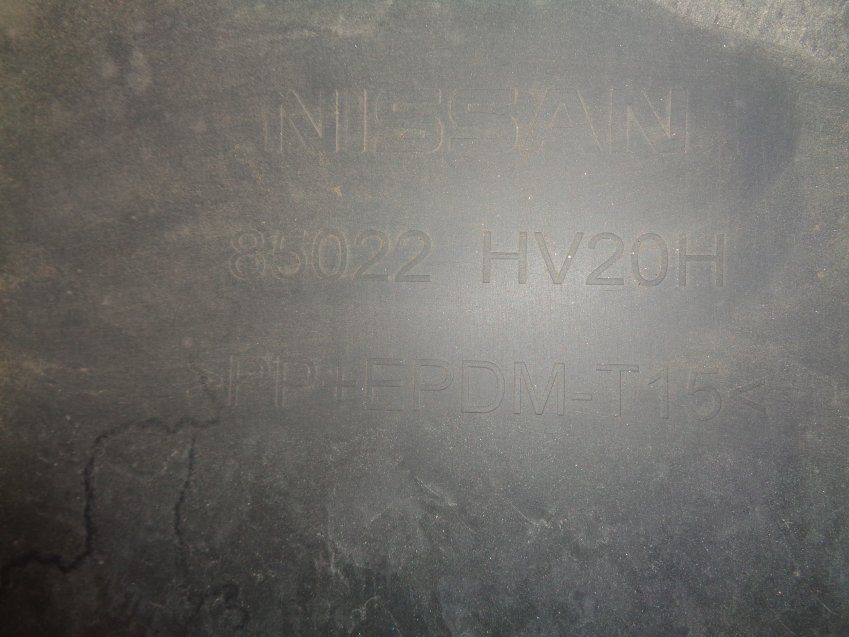 NISSAN
85022 HV20H
>PP+EPDM-T15<